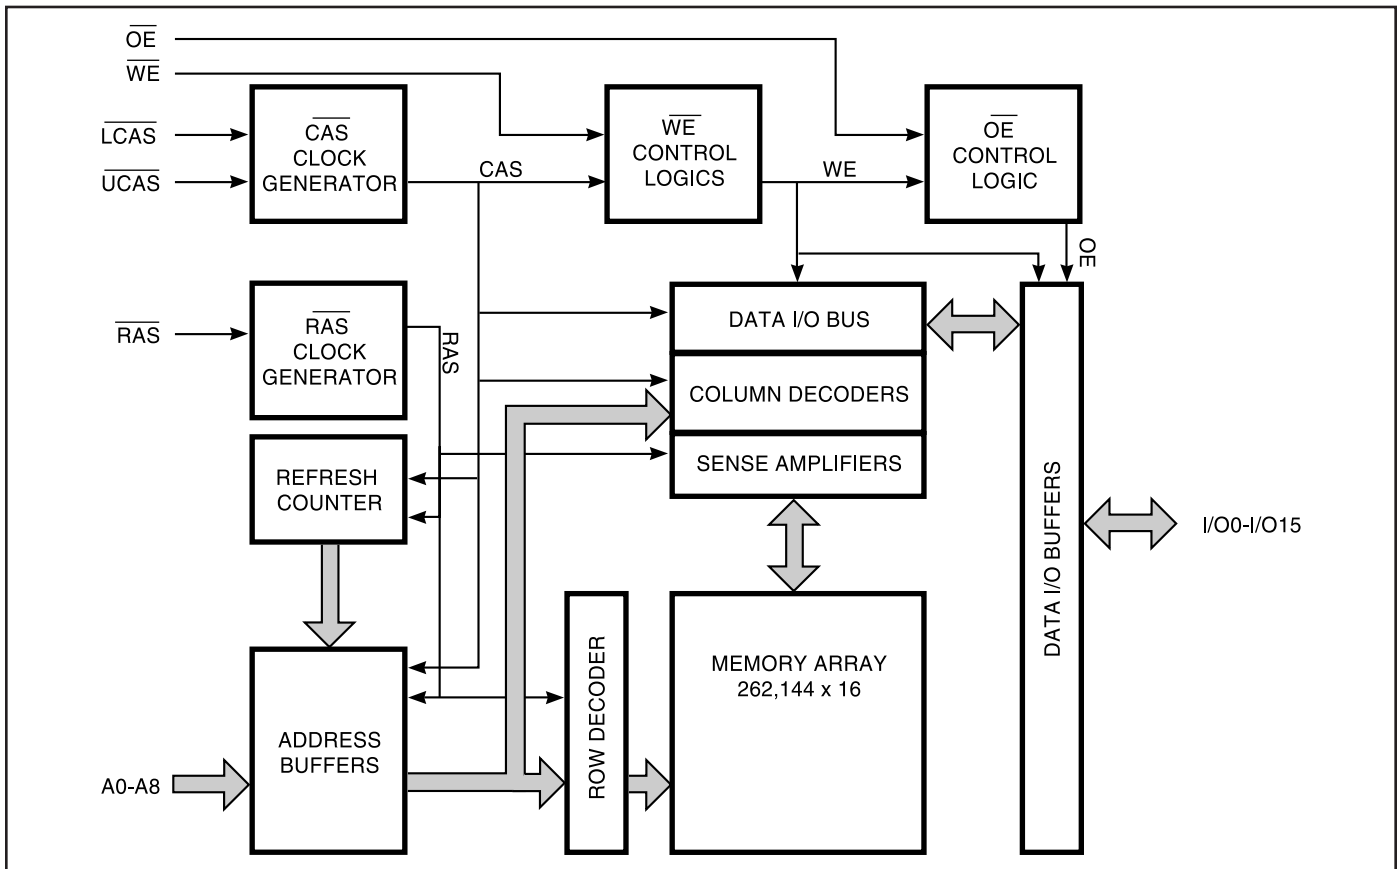 OE
WE
LCAS
UCAS
CAS
CLOCK
GENERATOR
CAS
WE
CONTROL
LOGICS
WE
OE
CONTROL
LOGIC
OE
RAS
RAS
CLOCK
GENERATOR
RAS
DATA I/O BUS
COLUMN DECODERS
SENSE AMPLIFIERS
REFRESH
COUNTER
DATA I/O BUFFERS
I/O0-I/O15
ROW DECODER
MEMORY ARRAY
262,144 x 16
ADDRESS
BUFFERS
A0-A8